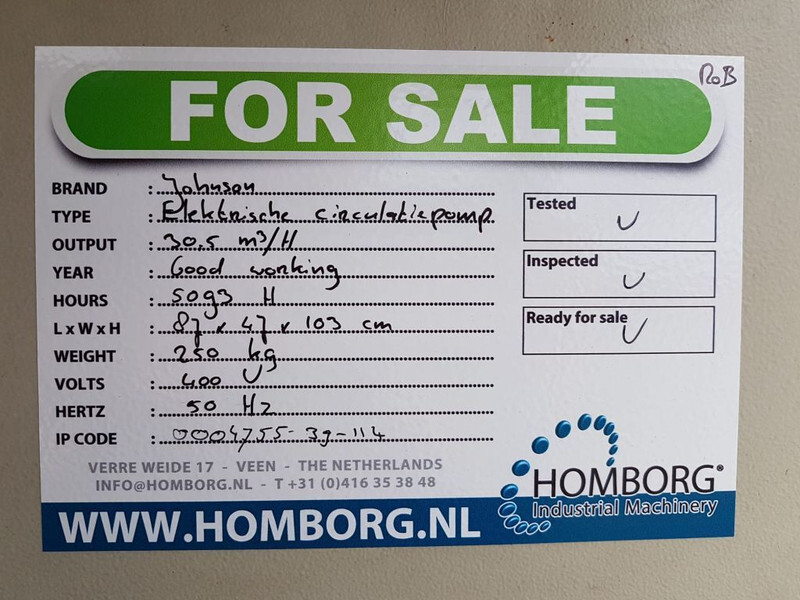 RoB
FOR SALE
BRAND : Johnson
TYPE : Elektrische circulatiepomp
OUTPUT : 30.5 m³/H
YEAR : Good working
HOURS : 5093 H
L x W x H : 87 x 47 x 103 cm
WEIGHT : 250 kg
VOLTS : 400 V
HERTZ : 50 Hz
IP CODE : 0004755-39-114
Tested
Inspected
Ready for sale
VERRE WEIDE 17 - VEEN - THE NETHERLANDS
INFO@HOMBORG.NL - T +31 (0)416 35 38 48
WWW.HOMBORG.NL
HOMBORG®
Industrial Machinery